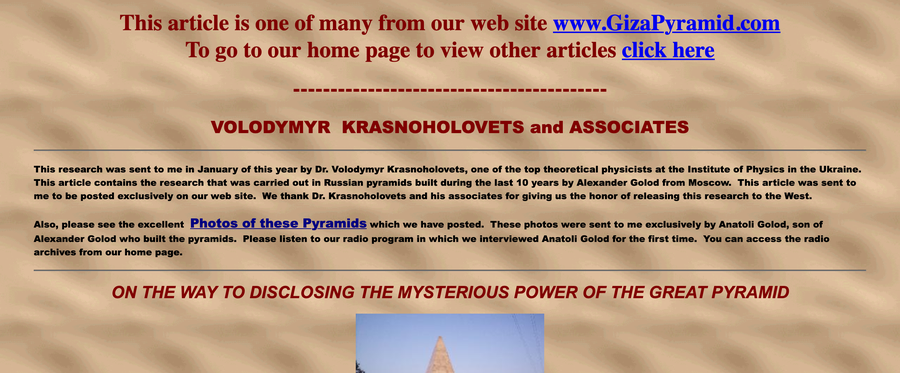 This article is one of many from our web site www.GizaPyramid.com
To go to our home page to view other articles click here
------------------------------------------
VOLODYMYR KRASNOHOLOVETS and ASSOCIATES
This research was sent to me in January of this year by Dr. Volodymyr Krasnoholovets, one of the top theoretical physicists at the Institute of Physics in the Ukraine.
This article contains the research that was carried out in Russian pyramids built during the last 10 years by Alexander Golod from Moscow. This article was sent to
me to be posted exclusively on our web site. We thank Dr. Krasnoholovets and his associates for giving us the honor of releasing this research to the West.
Also, please see the excellent Photos of these Pyramids which we have posted. These photos were sent to me exclusively by Anatoli Golod, son of
Alexander Golod who built the pyramids. Please listen to our radio program in which we interviewed Anatoli Golod for the first time. You can access the radio
archives from our home page.
ON THE WAY TO DISCLOSING THE MYSTERIOUS POWER OF THE GREAT PYRAMID